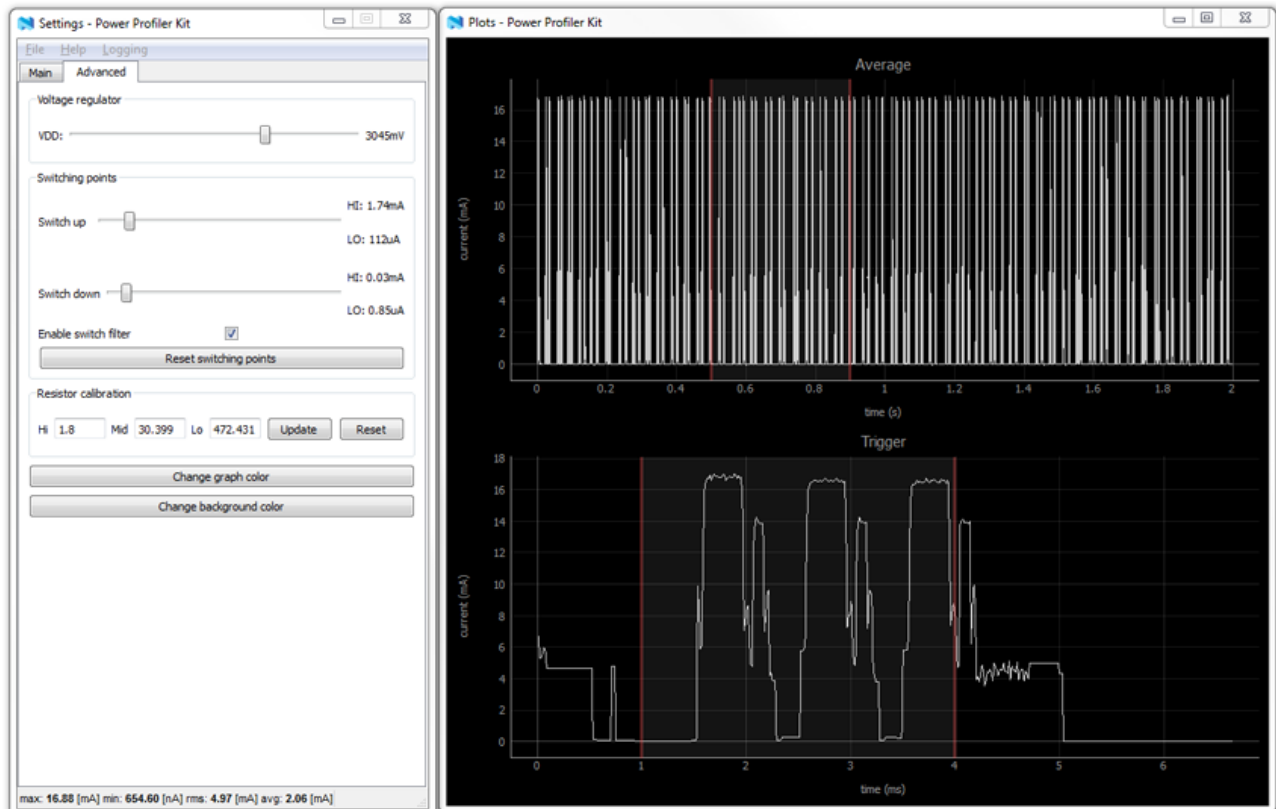 Settings - Power Profiler Kit
File Help Logging
Main Advanced
Voltage regulator
VDD: 3045mV
Switching points
HI: 1.74mA
Switch up
LO: 112uA
HI: 0.03mA
Switch down
LO: 0.85uA
Enable switch filter
Reset switching points
Resistor calibration
Hi 1.8 Mid 30.399 Lo 472.431 Update Reset
Change graph color
Change background color
max: 16.88 [mA] min: 654.60 [nA] rms: 4.97 [mA] avg: 2.06 [mA]
Plots - Power Profiler Kit
Average
current (mA)
16
14
12
10
8
6
4
2
0
0 0.2 0.4 0.6 0.8 1 1.2 1.4 1.6 1.8 2
time (s)
Trigger
current (mA)
18
16
14
12
10
8
6
4
2
0
0 1 2 3 4 5 6
time (ms)